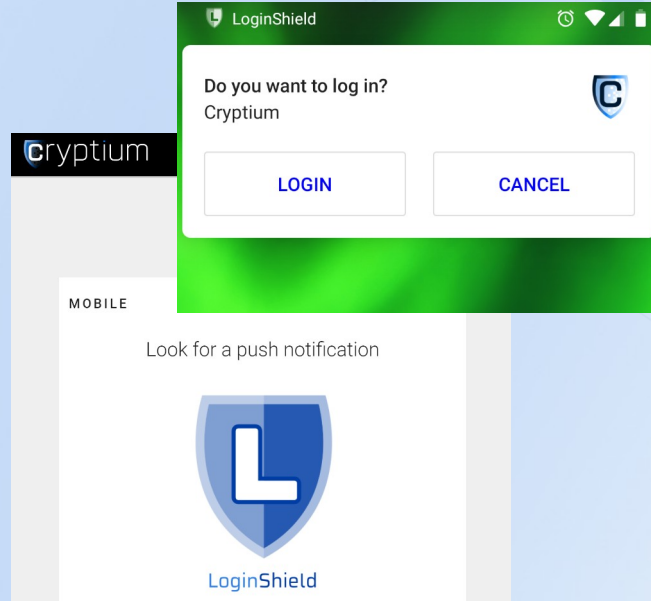 LoginShield
Do you want to log in?
Cryptium
C
LOGIN
CANCEL
cryptium
MOBILE
Look for a push notification
L
LoginShield